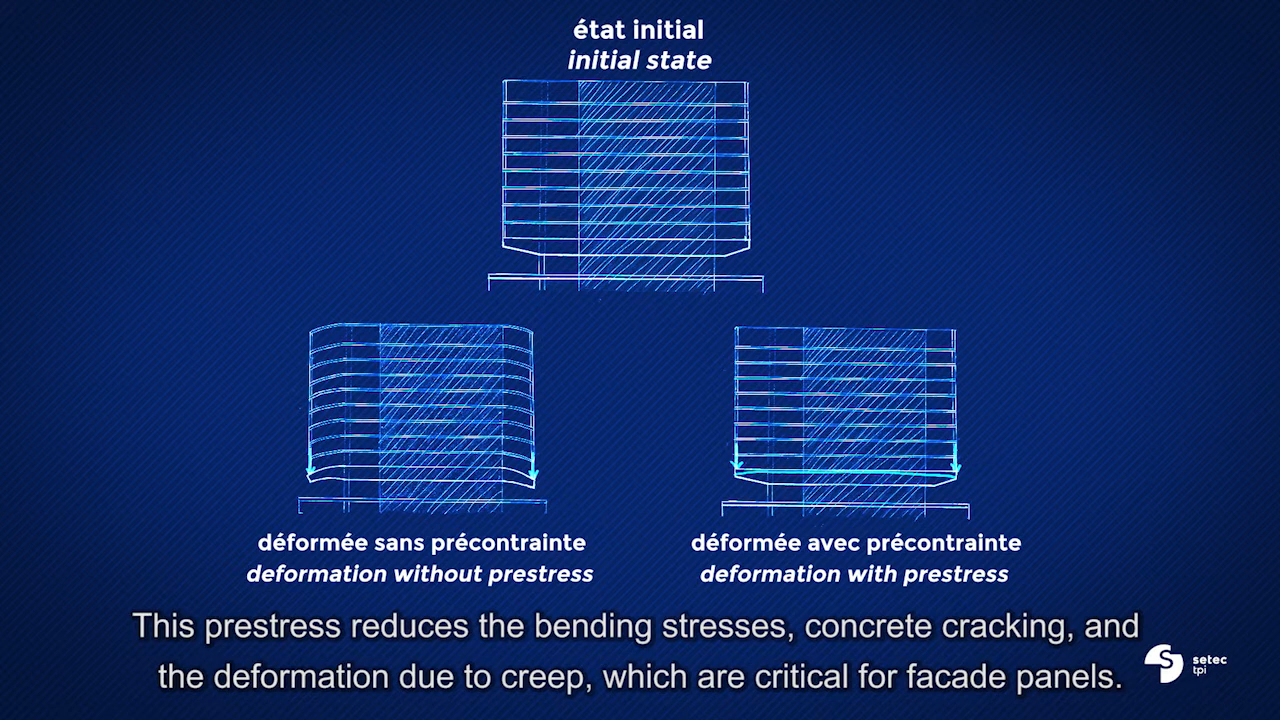 état initial
initial state
déformée sans précontrainte
deformation without prestress
déformée avec précontrainte
deformation with prestress
This prestress reduces the bending stresses, concrete cracking, and
the deformation due to creep, which are critical for facade panels.
S
setec
tpi